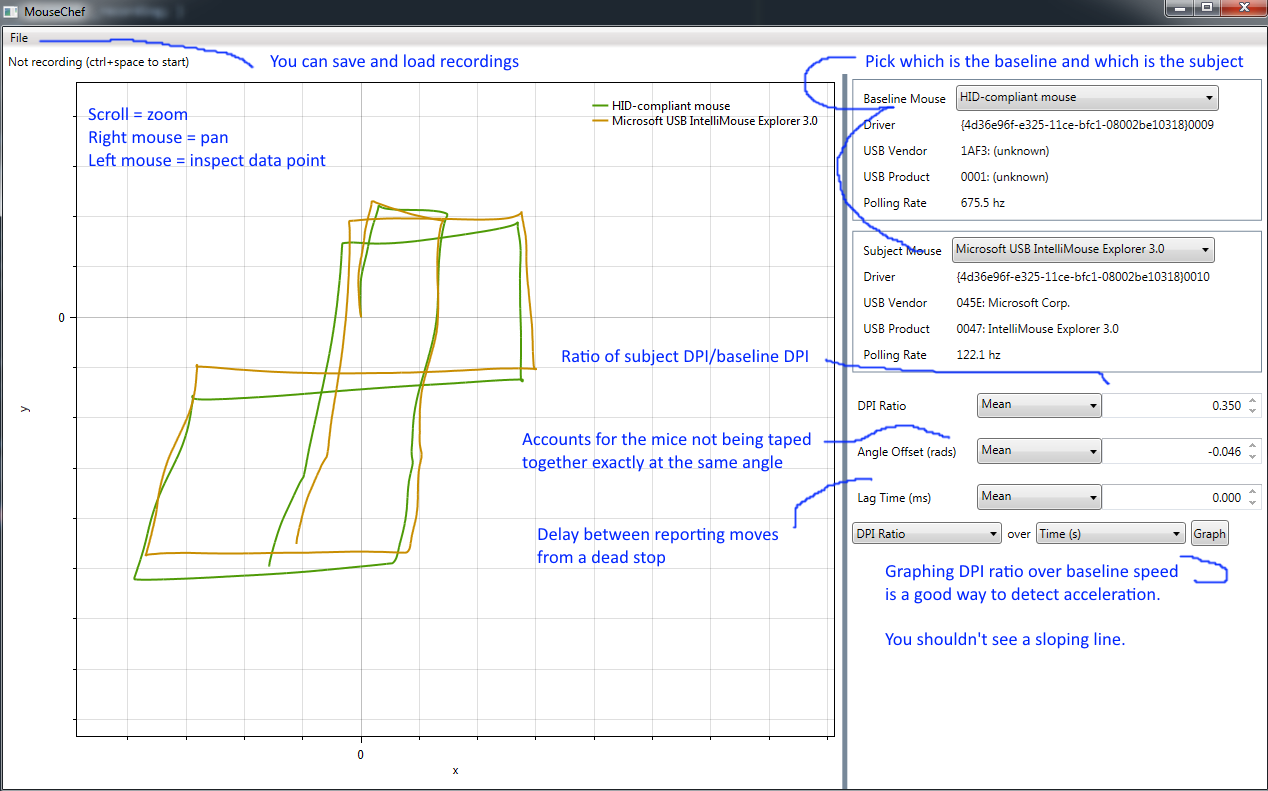 MouseChef
File
Not recording (ctrl+space to start)
You can save and load recordings
Pick which is the baseline and which is the subject
Scroll = zoom
Right mouse = pan
Left mouse = inspect data point
HID-compliant mouse
Microsoft USB IntelliMouse Explorer 3.0
0
y
0
x
Baseline Mouse HID-compliant mouse
Driver {4d36e96f-e325-11ce-bfc1-08002be10318}0009
USB Vendor 1AF3: (unknown)
USB Product 0001: (unknown)
Polling Rate 675.5 hz
Subject Mouse Microsoft USB IntelliMouse Explorer 3.0
Driver {4d36e96f-e325-11ce-bfc1-08002be10318}0010
USB Vendor 045E: Microsoft Corp.
USB Product 0047: IntelliMouse Explorer 3.0
Polling Rate 122.1 hz
Ratio of subject DPI/baseline DPI
DPI Ratio Mean 0.350
Accounts for the mice not being taped
together exactly at the same angle
Angle Offset (rads) Mean -0.046
Lag Time (ms) Mean 0.000
Delay between reporting moves
from a dead stop
DPI Ratio over Time (s) Graph
Graphing DPI ratio over baseline speed
is a good way to detect acceleration.
You shouldn't see a sloping line.